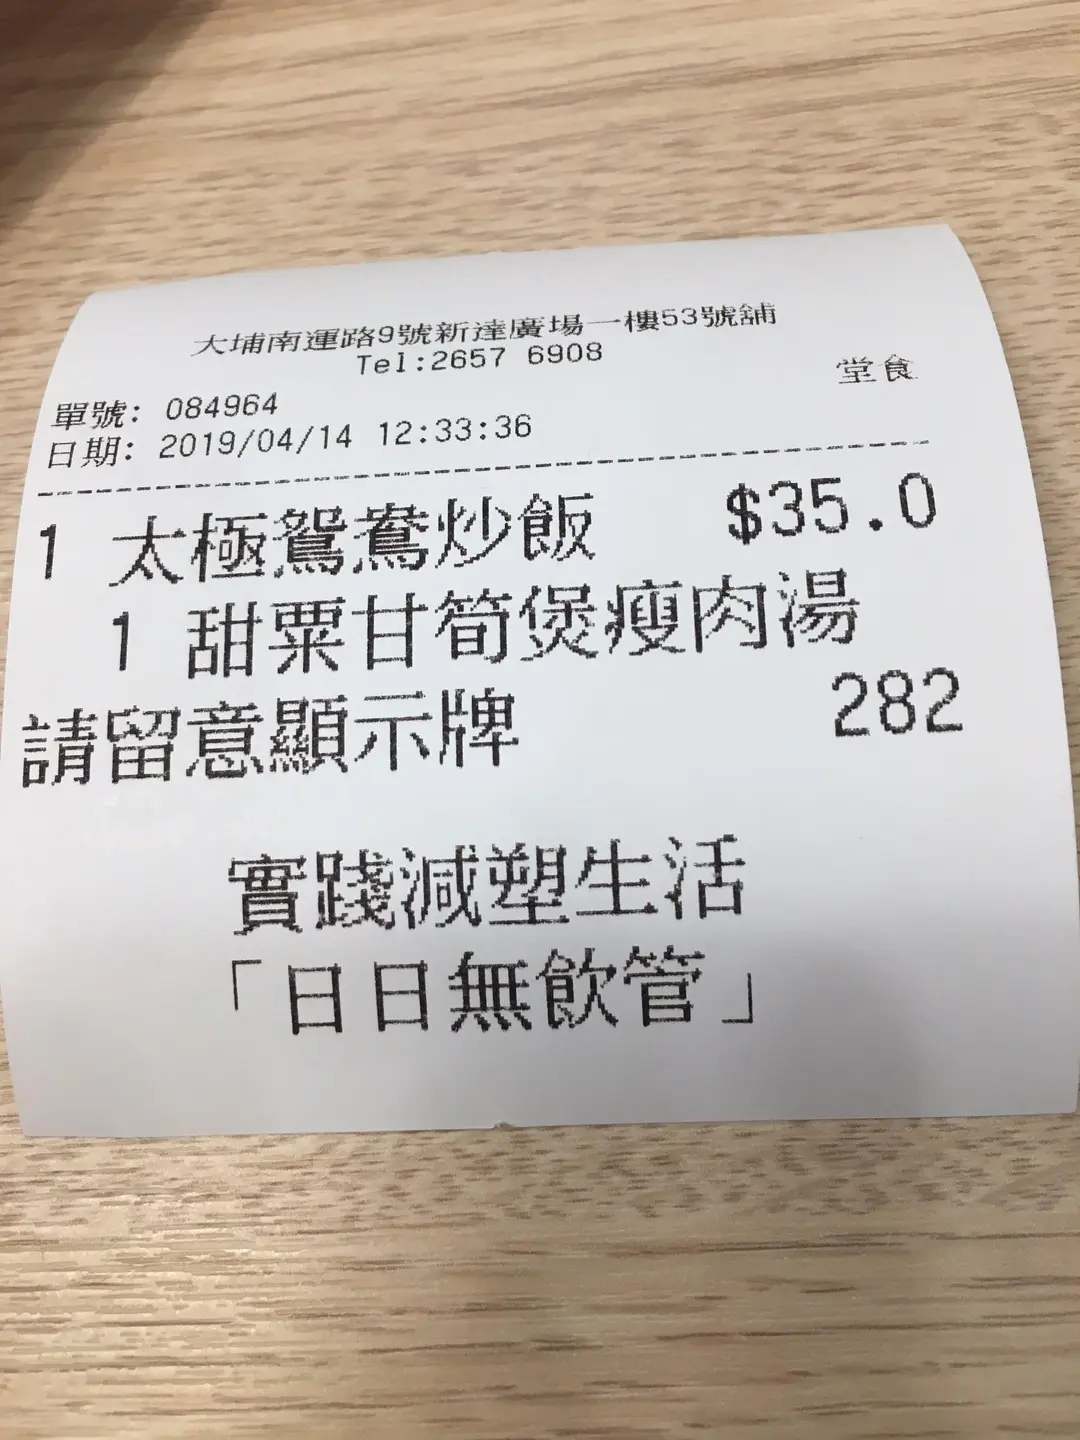 大埔南運路9號新達廣場一樓53號舖
Tel:2657 6908
堂食
單號: 084964
日期: 2019/04/14 12:33:36
1 太極鴛鴦炒飯 $35.0
1 甜粟甘筍煲瘦肉湯
請留意顯示牌 282
實踐減塑生活
「日日無飲管」